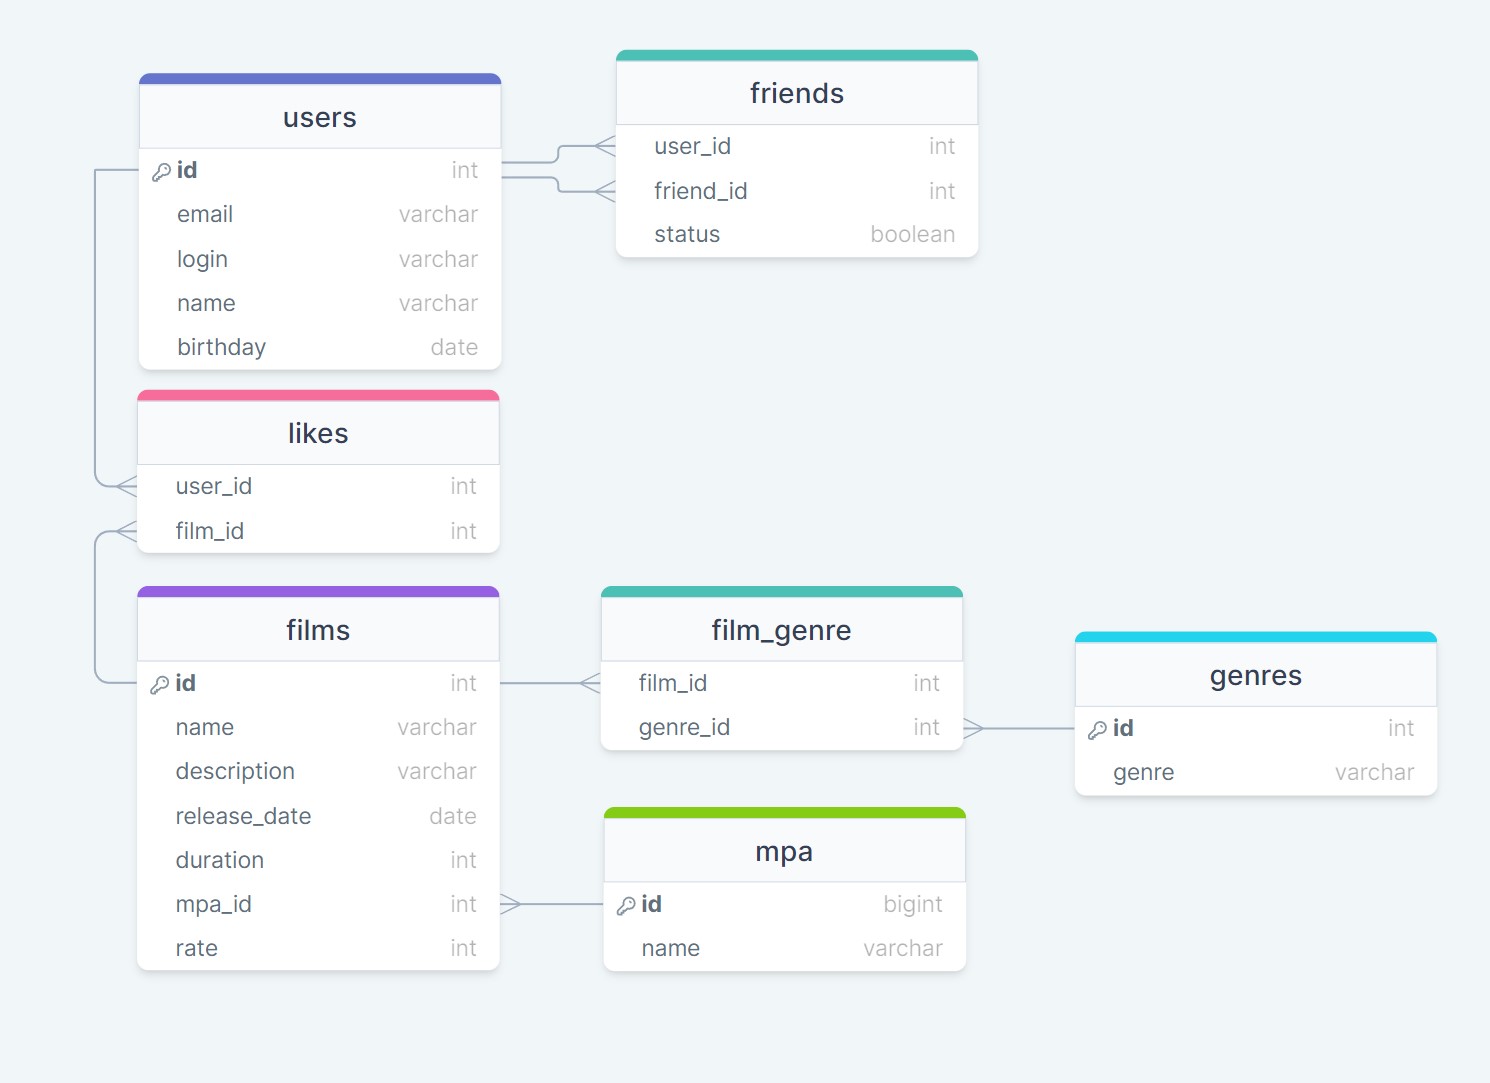 users
id int
email varchar
login varchar
name varchar
birthday date
friends
user_id int
friend_id int
status boolean
likes
user_id int
film_id int
films
id int
name varchar
description varchar
release_date date
duration int
mpa_id int
rate int
film_genre
film_id int
genre_id int
genres
id int
genre varchar
mpa
id bigint
name varchar